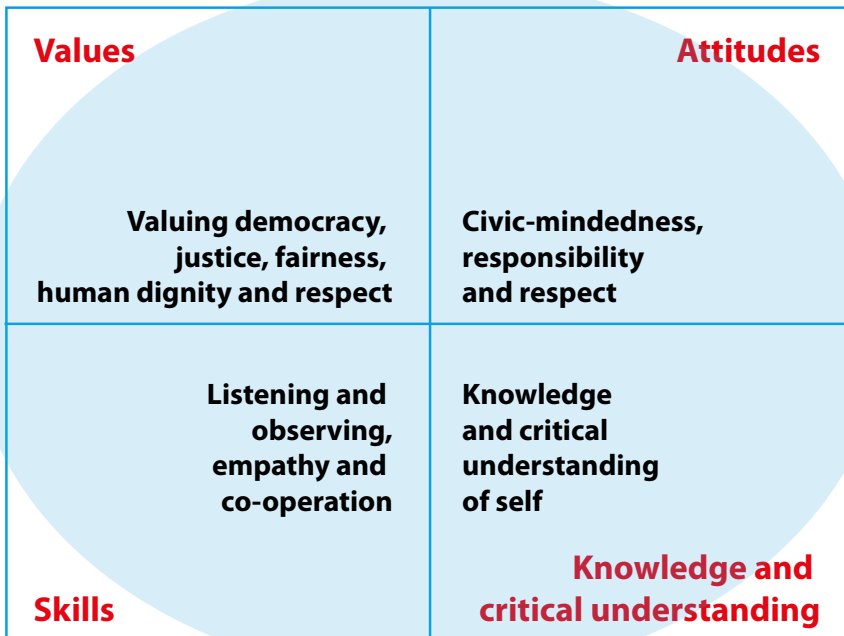 Values
Valuing democracy,
justice, fairness,
human dignity and respect
Attitudes
Civic-mindedness,
responsibility
and respect
Listening and
observing,
empathy and
co-operation
Skills
Knowledge
and critical
understanding
of self
Knowledge and
critical understanding